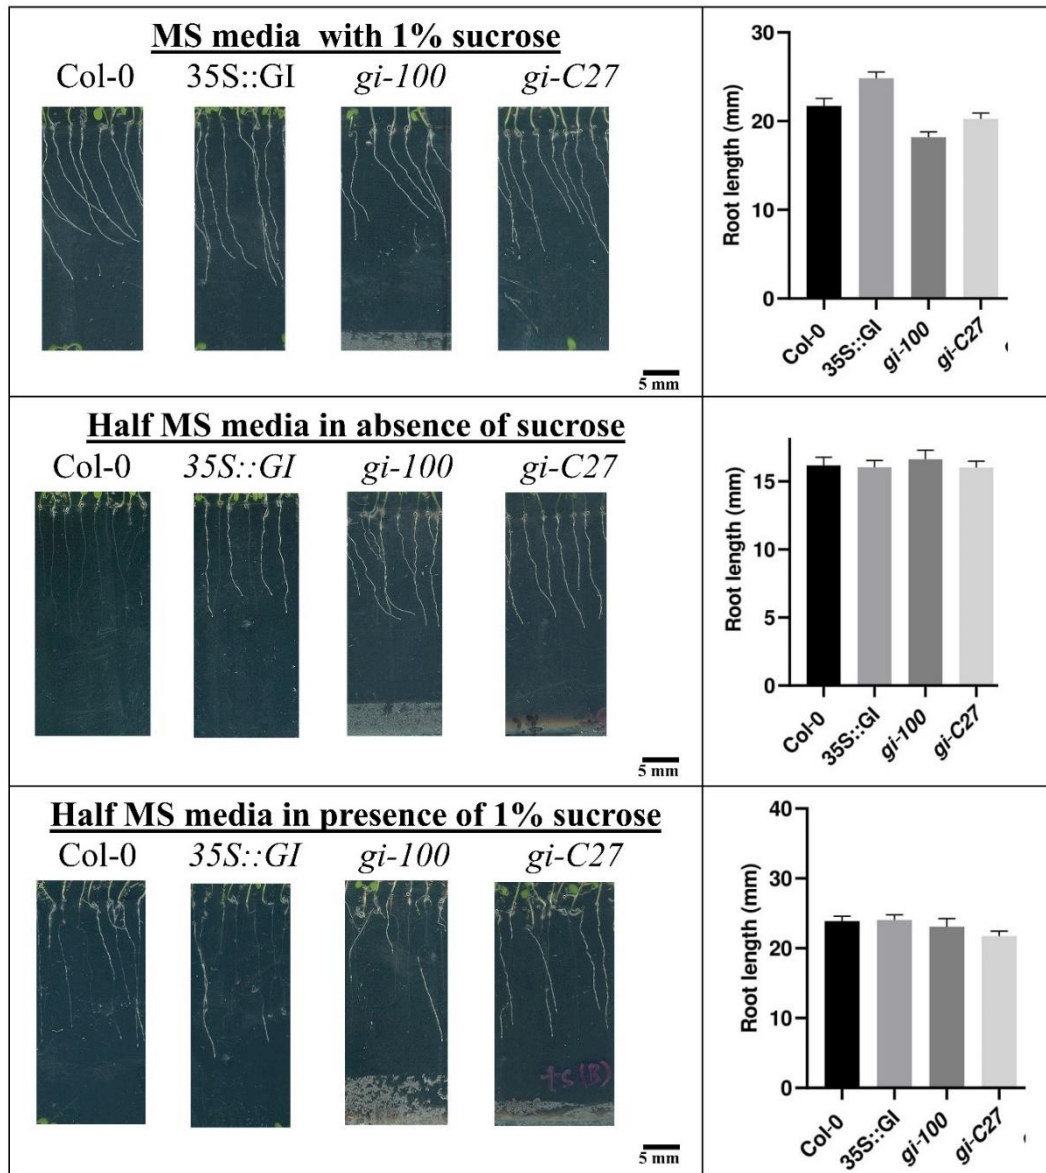 MS media with 1% sucrose
Col-0 35S::GI gi-100 gi-C27
5 mm
30
20
10
0
Root length (mm)
Col-0 35S::GI gi-100 gi-C27
Half MS media in absence of sucrose
Col-0 35S::GI gi-100 gi-C27
5 mm
15
10
5
0
Root length (mm)
Col-0 35S::GI gi-100 gi-C27
Half MS media in presence of 1% sucrose
Col-0 35S::GI gi-100 gi-C27
5 mm
40
30
20
10
0
Root length (mm)
Col-0 35S::GI gi-100 gi-C27